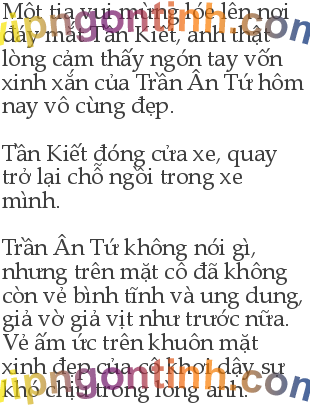 Một tia vui mừng lóe lên nơi
đáy mắt Tần Kiết, anh thật
lòng cảm thấy ngón tay vốn
xinh xắn của Trần Ân Tứ hôm
nay vô cùng đẹp.

Tần Kiết đóng cửa xe, quay
trở lại chỗ ngồi trong xe
mình.

Trần Ân Tứ không nói gì,
nhưng trên mặt cô đã không
còn vẻ bình tĩnh và ung dung,
giả vờ giả vịt như trước nữa.
Vẻ ấm ức trên khuôn mặt
xinh đẹp của cô khơi dậy sự
khó chịu trong lòng anh.
vipngontinh.com
vipngontinh.com